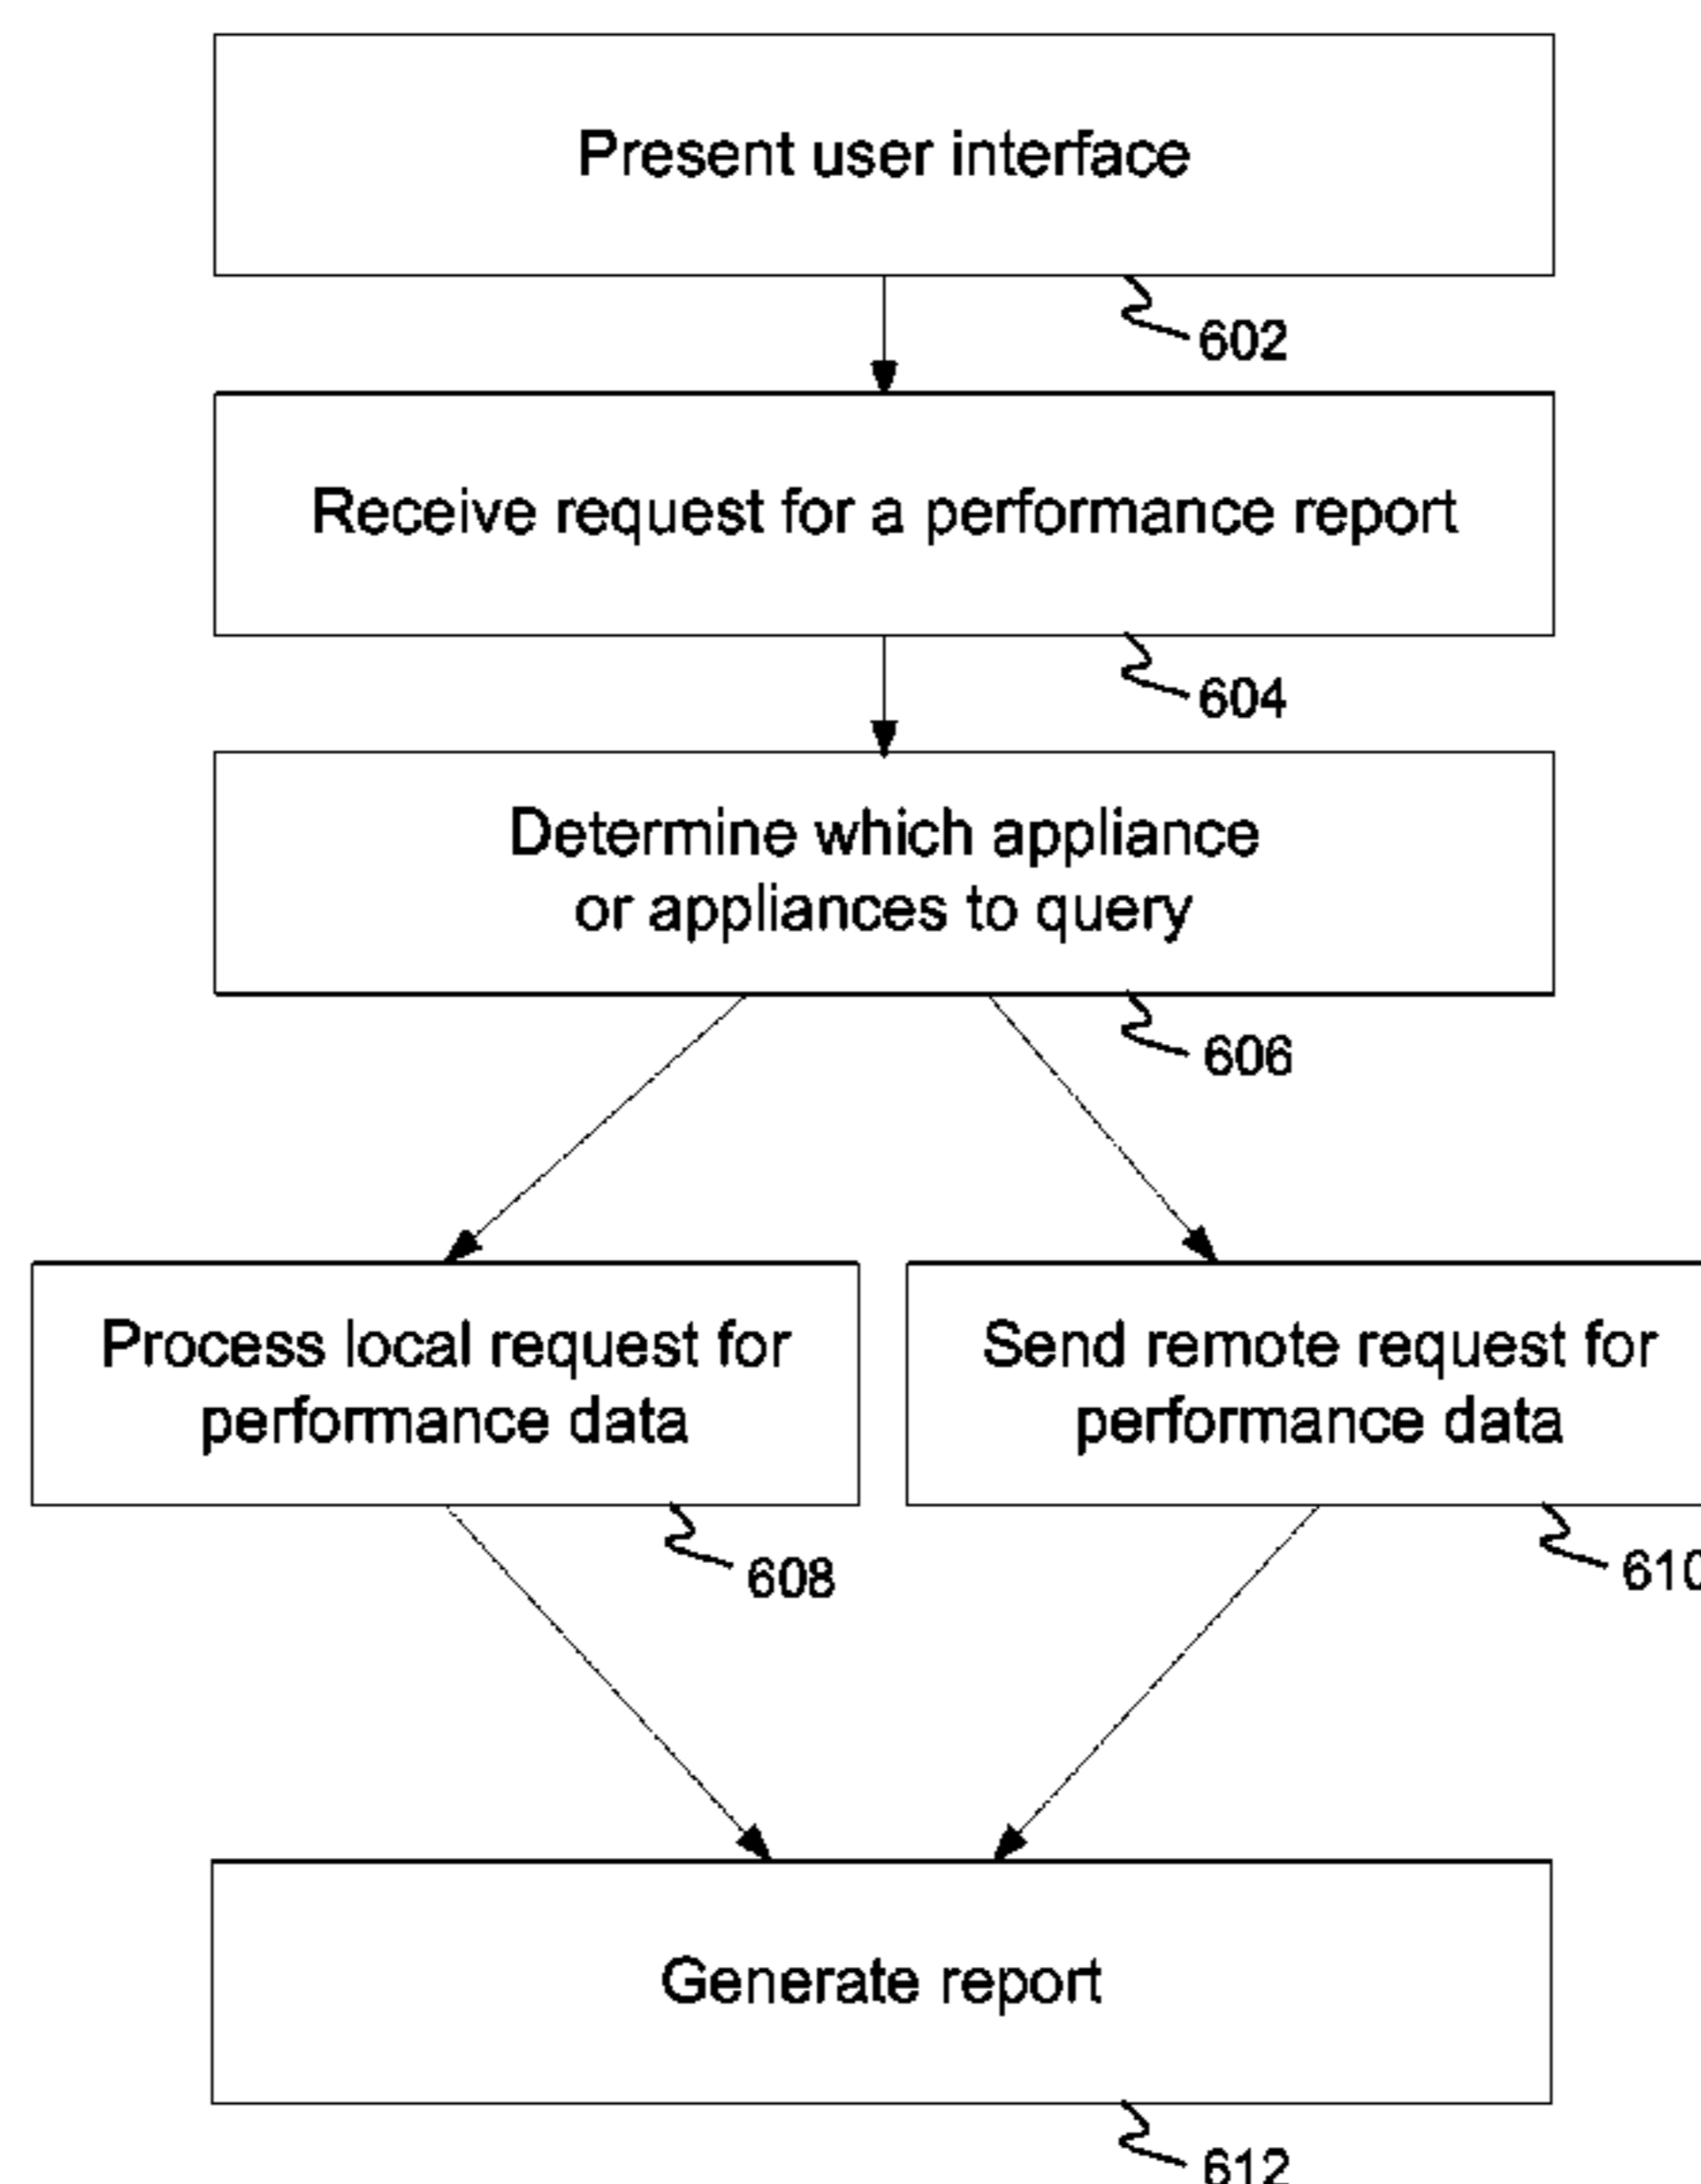 Present user interface
602
Receive request for a performance report
604
Determine which appliance
or appliances to query
606
Process local request for
performance data
608
Send remote request for
performance data
610
Generate report
612